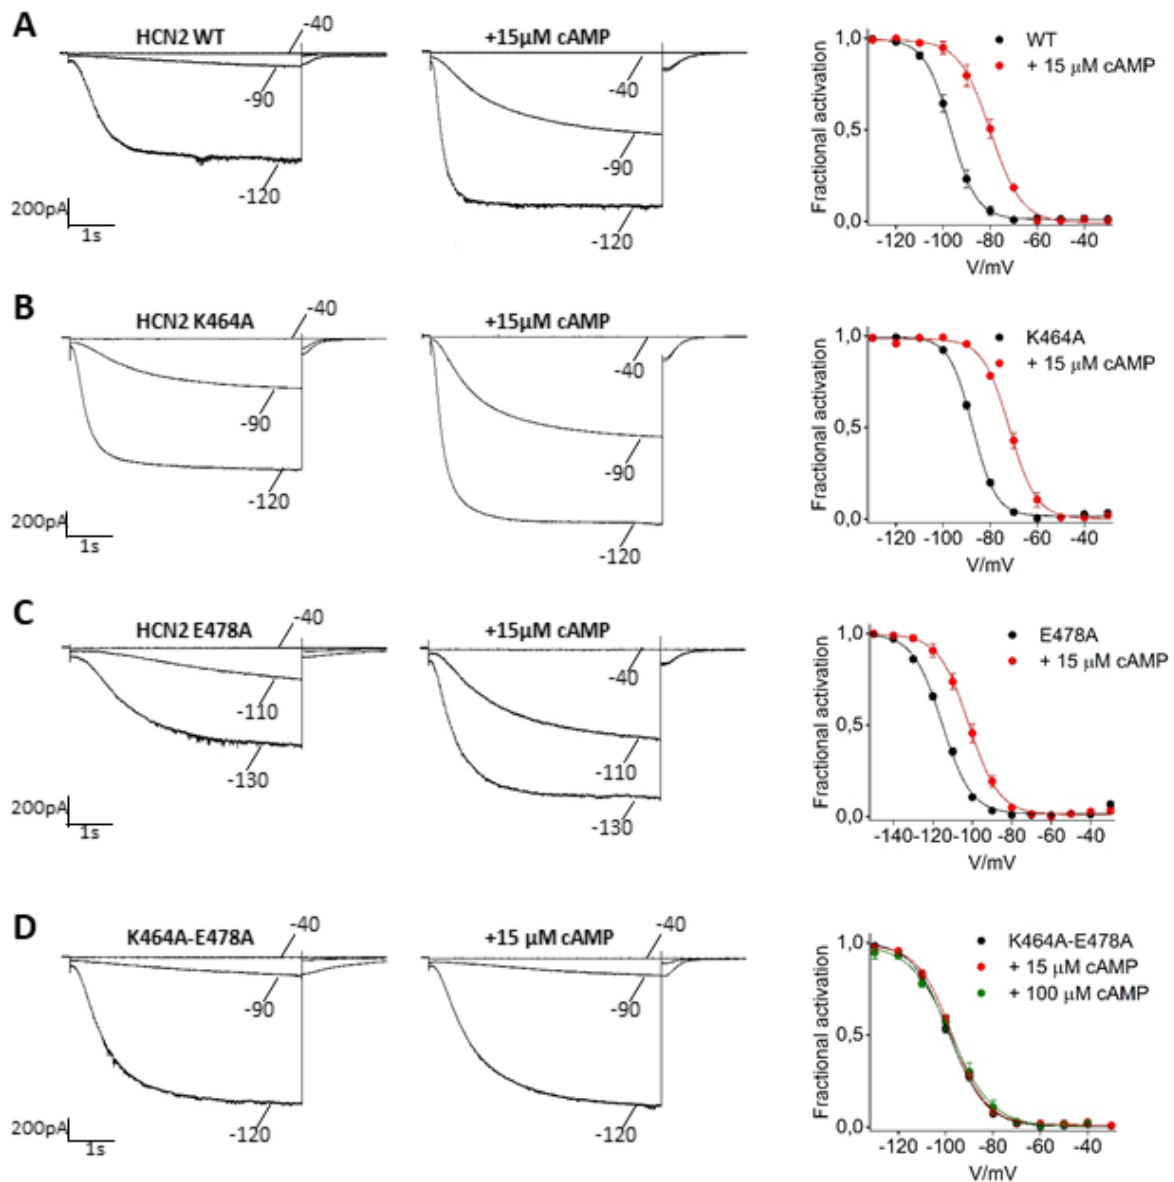 A
HCN2 WT
-40
-90
-120
200pA
1s
+15µM cAMP
-40
-90
-120
Fractional activation
1,0
0,5
0,0
WT
+ 15 µM cAMP
-120 -100 -80 -60 -40
V/mV
B
HCN2 K464A
-40
-90
-120
200pA
1s
+15µM cAMP
-40
-90
-120
Fractional activation
1,0
0,5
0,0
K464A
+ 15 µM cAMP
-120 -100 -80 -60 -40
V/mV
C
HCN2 E478A
-40
-110
-130
200pA
1s
+15µM cAMP
-40
-110
-130
Fractional activation
1,0
0,5
0,0
E478A
+ 15 µM cAMP
-140 -120 -100 -80 -60 -40
V/mV
D
K464A-E478A
-40
-90
-120
200pA
1s
+15 µM cAMP
-40
-90
-120
Fractional activation
1,0
0,5
0,0
K464A-E478A
+ 15 µM cAMP
+ 100 µM cAMP
-120 -100 -80 -60 -40
V/mV